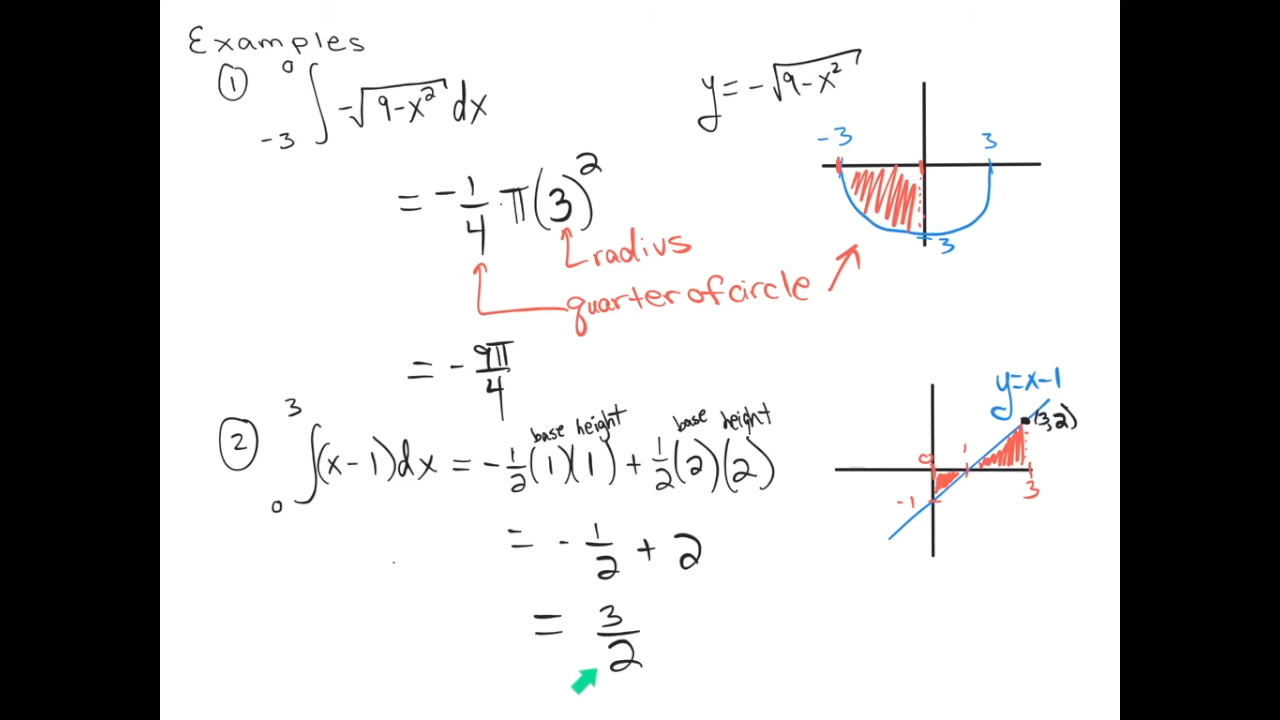 Examples
① ∫₋₃⁰ -√(9-x²) dx
y = -√(9-x²)
-3 3
-3
= -1/4 · π(3)²
radius
quarter of circle
= - 9π/4
y=x-1
(3,2)
0 1 3
-1
base height base height
② ∫₀³ (x-1)dx = -1/2(1)(1) + 1/2(2)(2)
= - 1/2 + 2
= 3/2